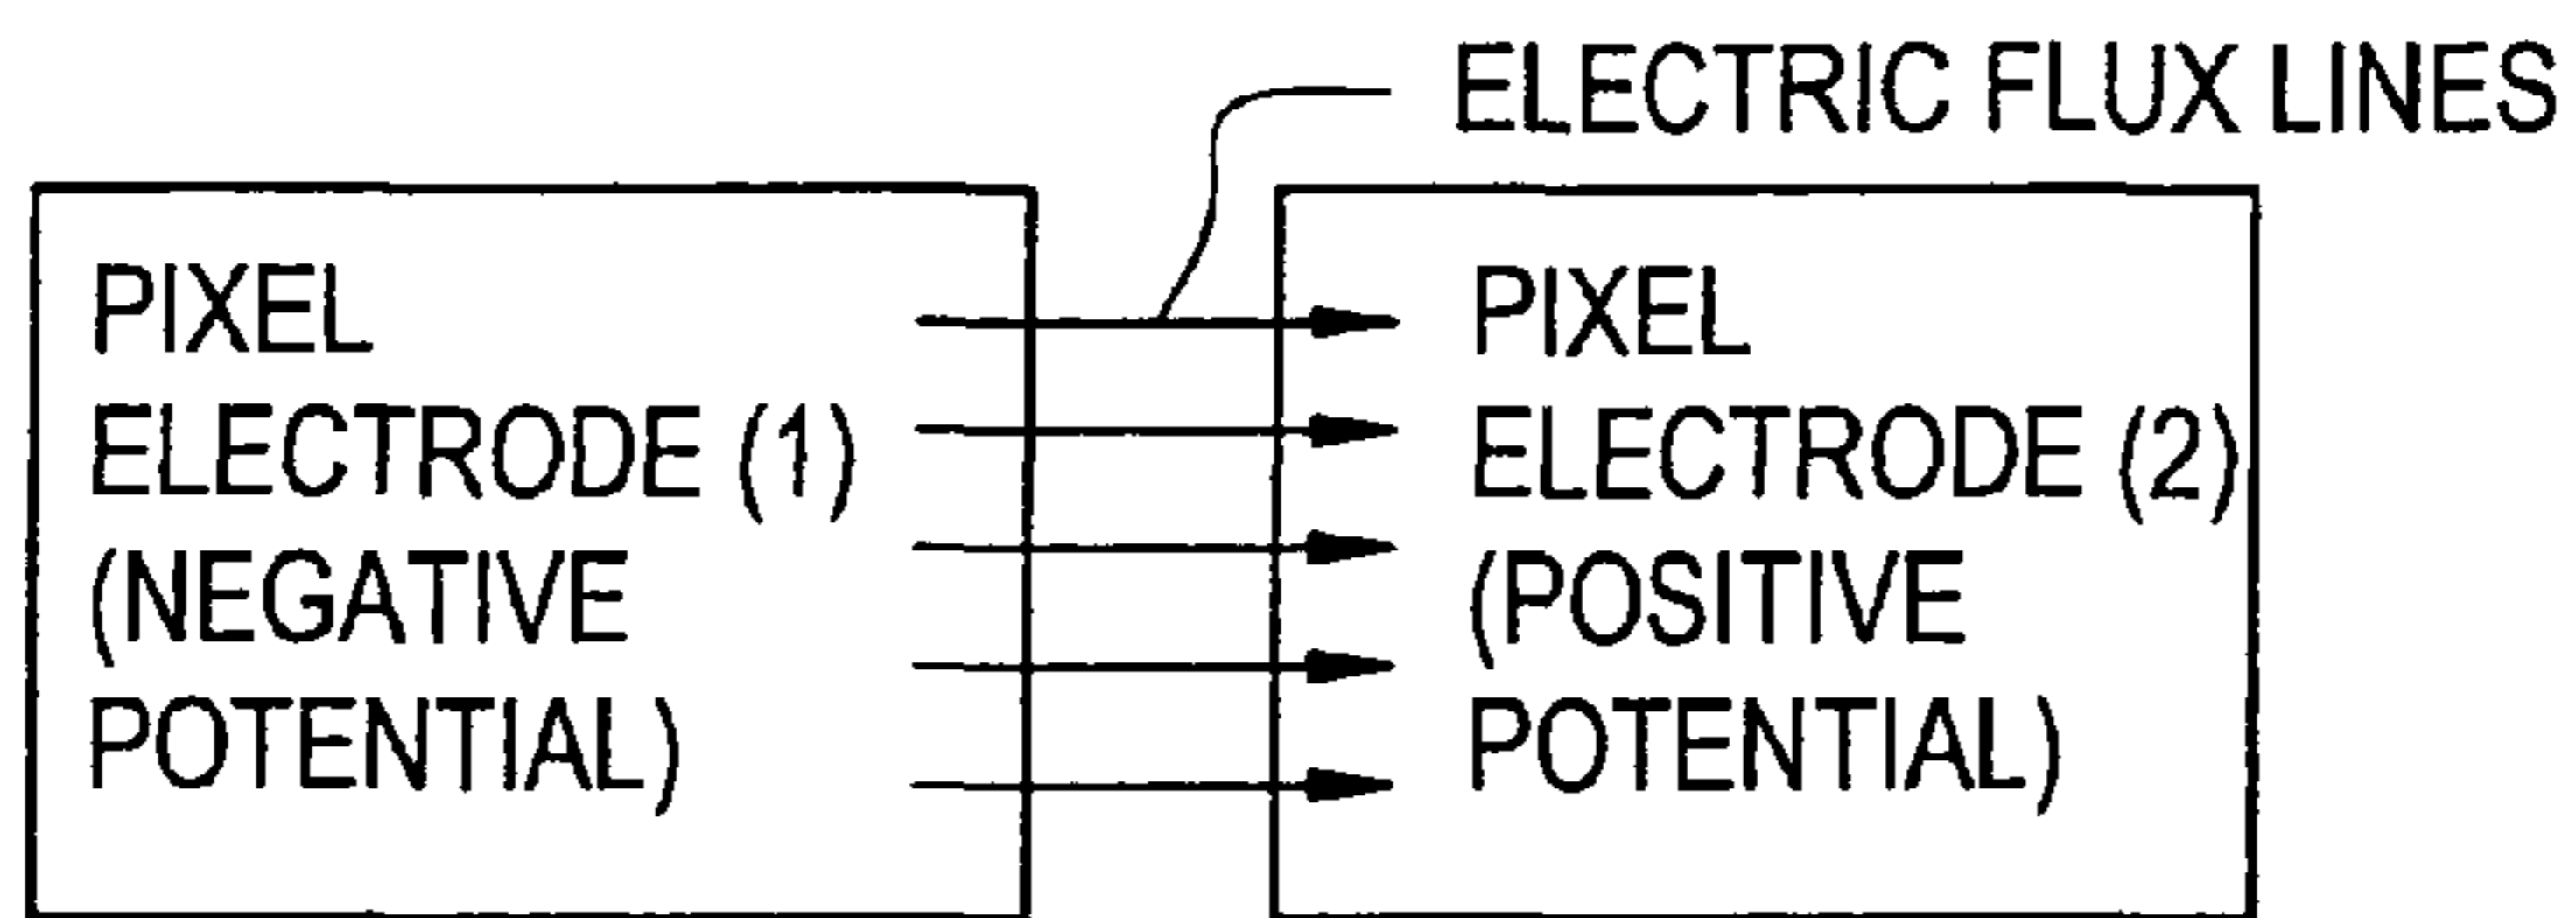 ELECTRIC FLUX LINES
PIXEL
ELECTRODE (1)
(NEGATIVE
POTENTIAL)
PIXEL
ELECTRODE (2)
(POSITIVE
POTENTIAL)